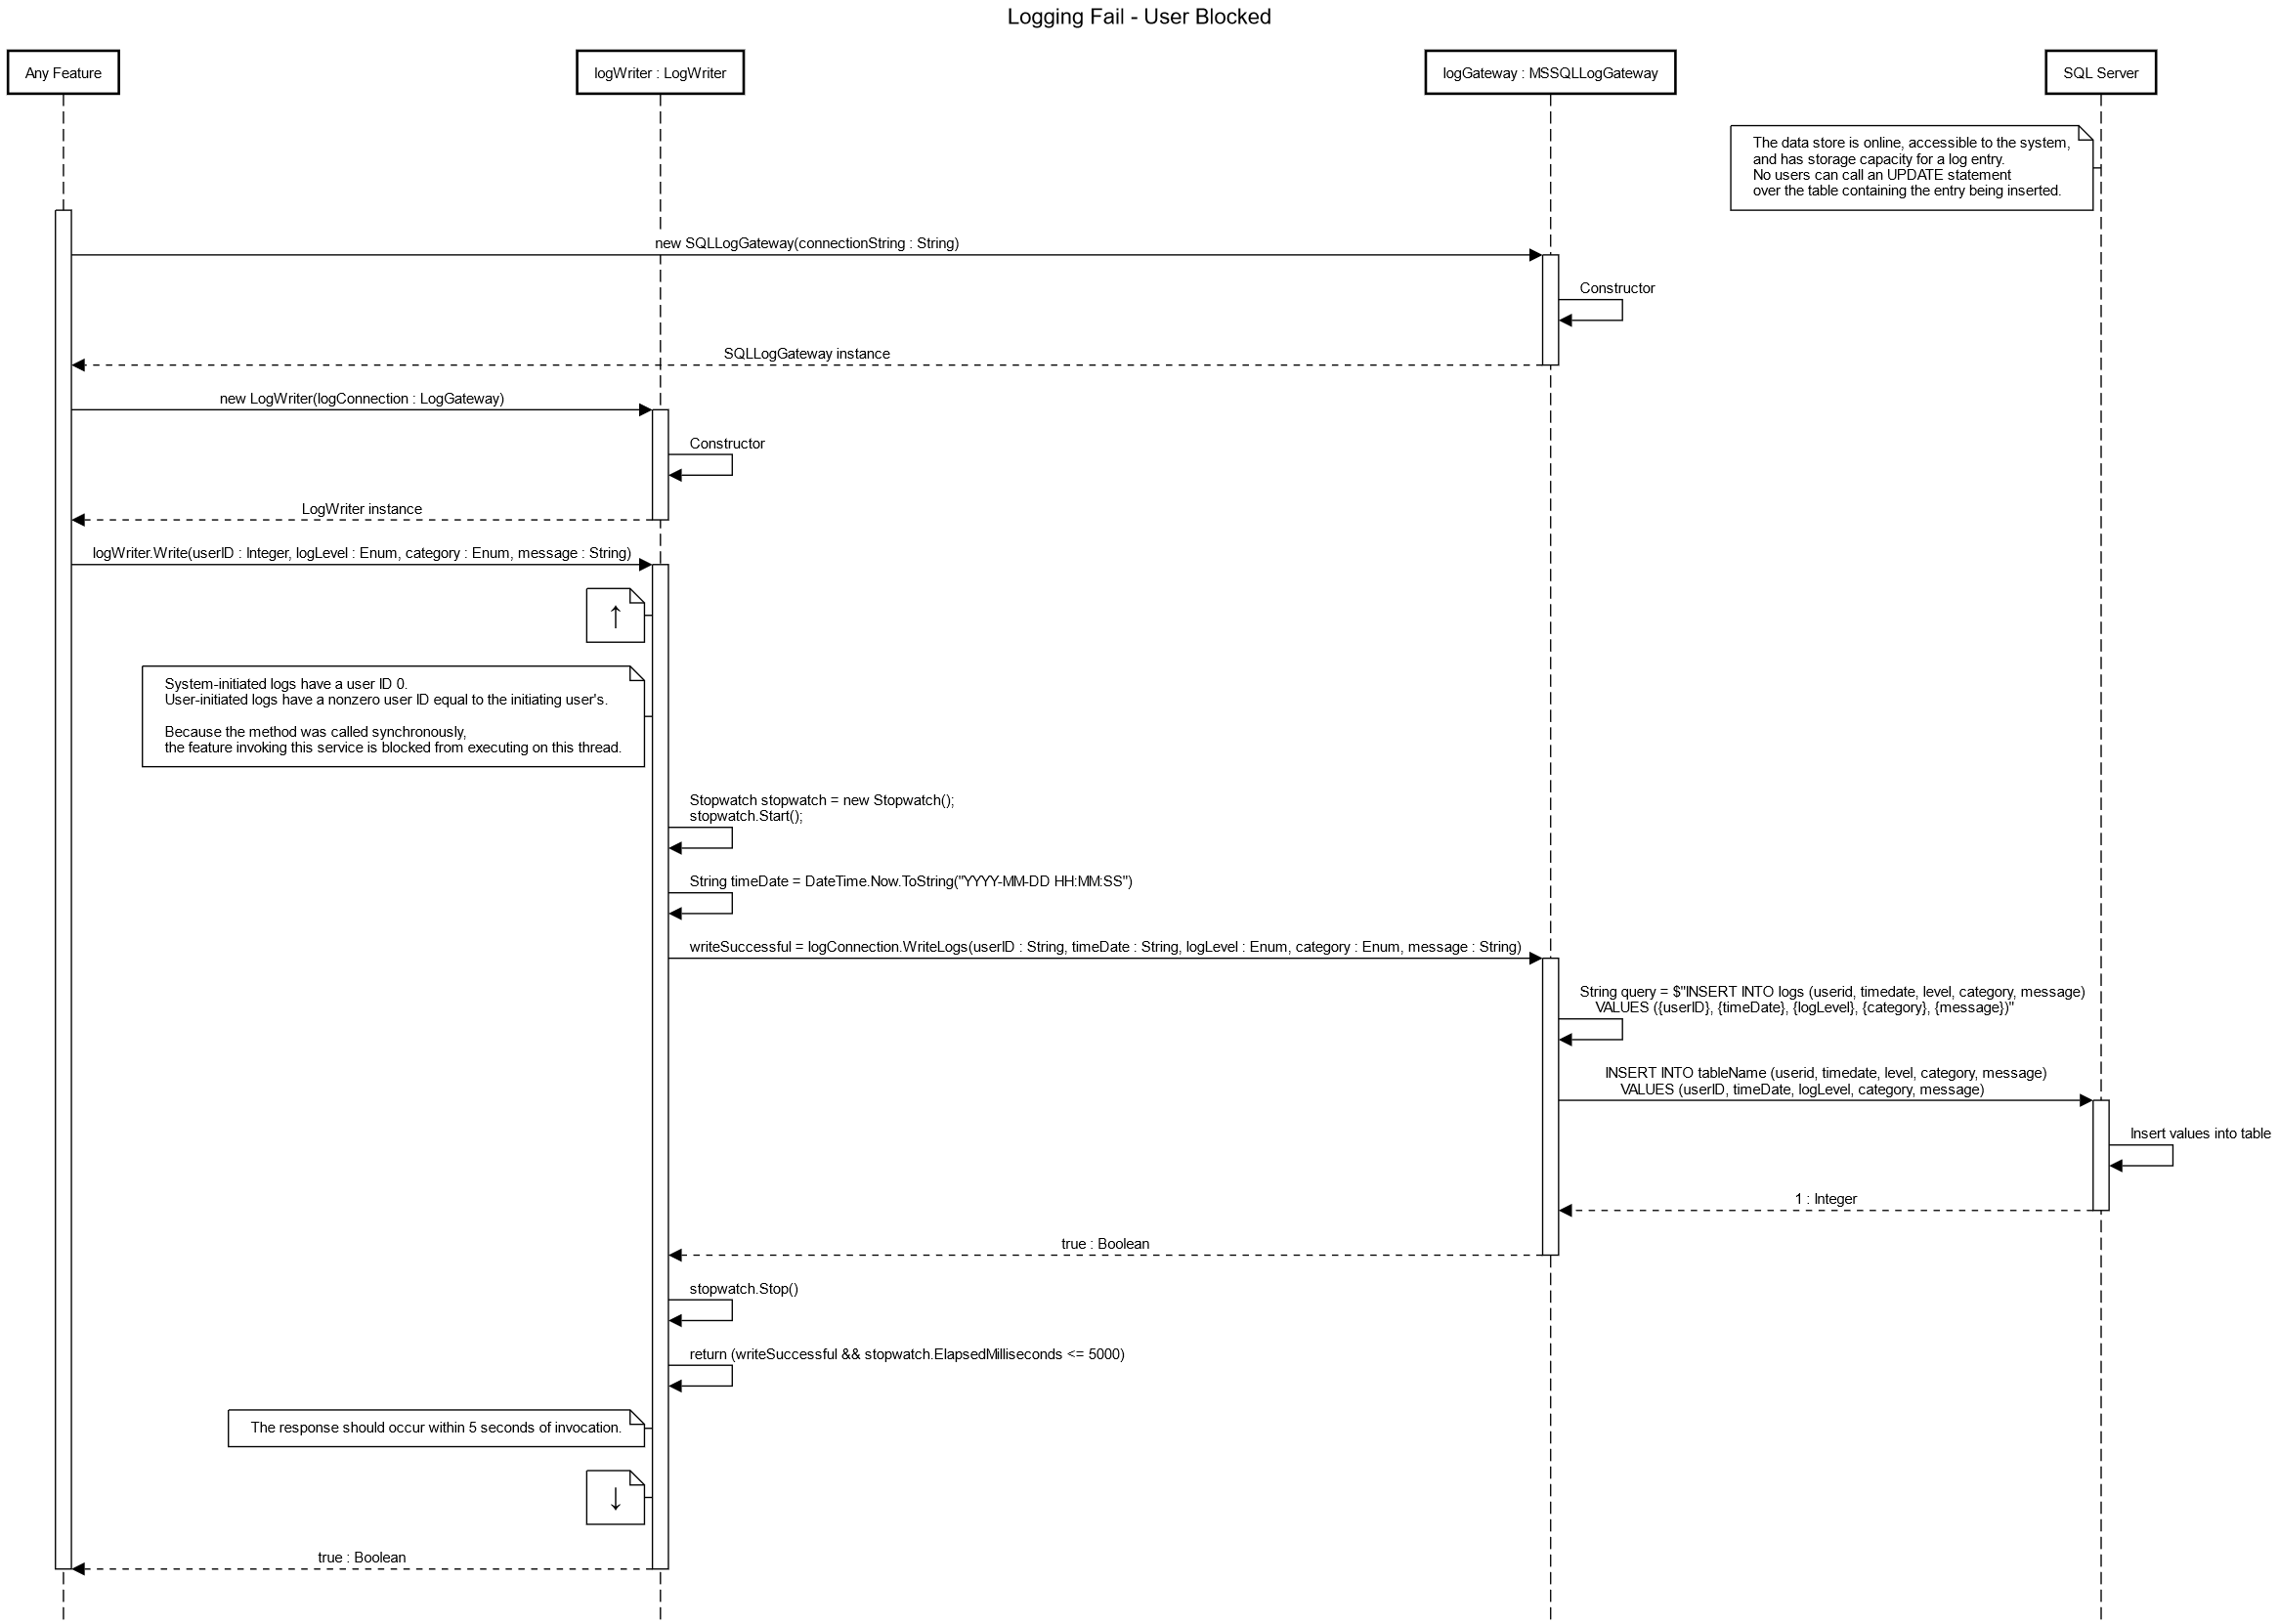 Logging Fail - User Blocked
Any Feature
logWriter : LogWriter
logGateway : MSSQLLogGateway
SQL Server
The data store is online, accessible to the system,
and has storage capacity for a log entry.
No users can call an UPDATE statement
over the table containing the entry being inserted.
new SQLLogGateway(connectionString : String)
Constructor
SQLLogGateway instance
new LogWriter(logConnection : LogGateway)
Constructor
LogWriter instance
logWriter.Write(userID : Integer, logLevel : Enum, category : Enum, message : String)
↑
System-initiated logs have a user ID 0.
User-initiated logs have a nonzero user ID equal to the initiating user's.
Because the method was called synchronously,
the feature invoking this service is blocked from executing on this thread.
Stopwatch stopwatch = new Stopwatch();
stopwatch.Start();
String timeDate = DateTime.Now.ToString("YYYY-MM-DD HH:MM:SS")
writeSuccessful = logConnection.WriteLogs(userID : String, timeDate : String, logLevel : Enum, category : Enum, message : String)
String query = $"INSERT INTO logs (userid, timedate, level, category, message)
VALUES ({userID}, {timeDate}, {logLevel}, {category}, {message})"
INSERT INTO tableName (userid, timedate, level, category, message)
VALUES (userID, timeDate, logLevel, category, message)
Insert values into table
1 : Integer
true : Boolean
stopwatch.Stop()
return (writeSuccessful && stopwatch.ElapsedMilliseconds <= 5000)
The response should occur within 5 seconds of invocation.
↓
true : Boolean